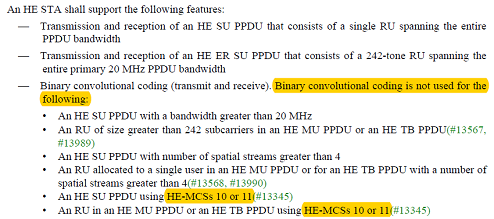 An HE STA shall support the following features:
— Transmission and reception of an HE SU PPDU that consists of a single RU spanning the entire
PPDU bandwidth
— Transmission and reception of an HE ER SU PPDU that consists of a 242-tone RU spanning the
entire primary 20 MHz PPDU bandwidth
— Binary convolutional coding (transmit and receive). Binary convolutional coding is not used for the
following:
• An HE SU PPDU with a bandwidth greater than 20 MHz
• An RU of size greater than 242 subcarriers in an HE MU PPDU or an HE TB PPDU(#13567,
#13989)
• An HE SU PPDU with number of spatial streams greater than 4
• An RU allocated to a single user in an HE MU PPDU or for an HE TB PPDU with a number of
spatial streams greater than 4(#13568, #13990)
• An HE SU PPDU using HE-MCSs 10 or 11(#13345)
• An RU in an HE MU PPDU or an HE TB PPDU using HE-MCSs 10 or 11(#13345)